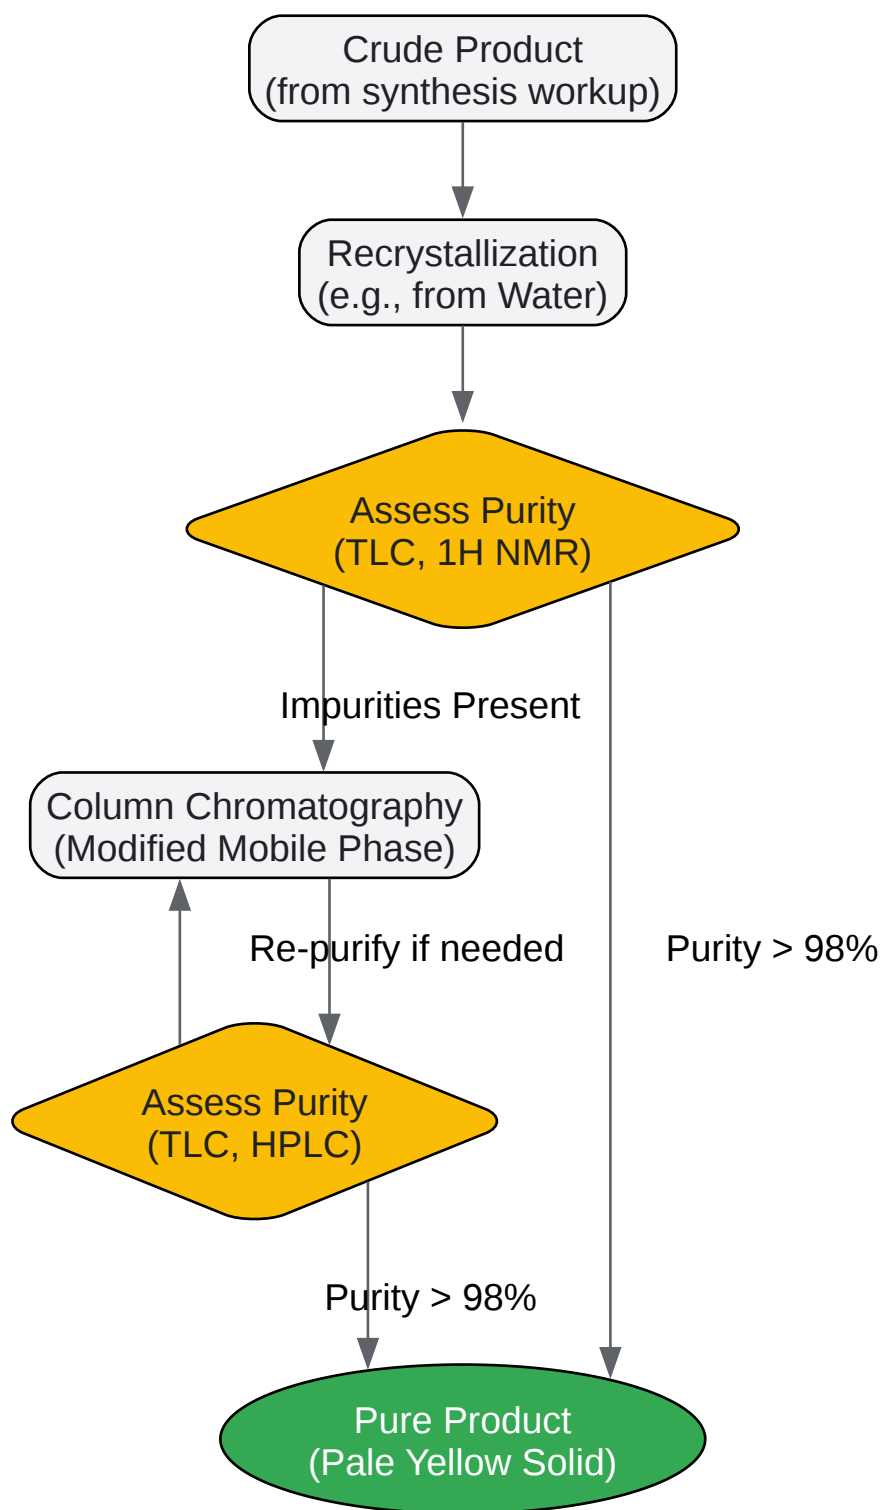 Crude Product
(from synthesis workup)
Recrystallization
(e.g., from Water)
Assess Purity
(TLC, 1H NMR)
Impurities Present
Column Chromatography
(Modified Mobile Phase)
Re-purify if needed
Purity > 98%
Assess Purity
(TLC, HPLC)
Purity > 98%
Pure Product
(Pale Yellow Solid)